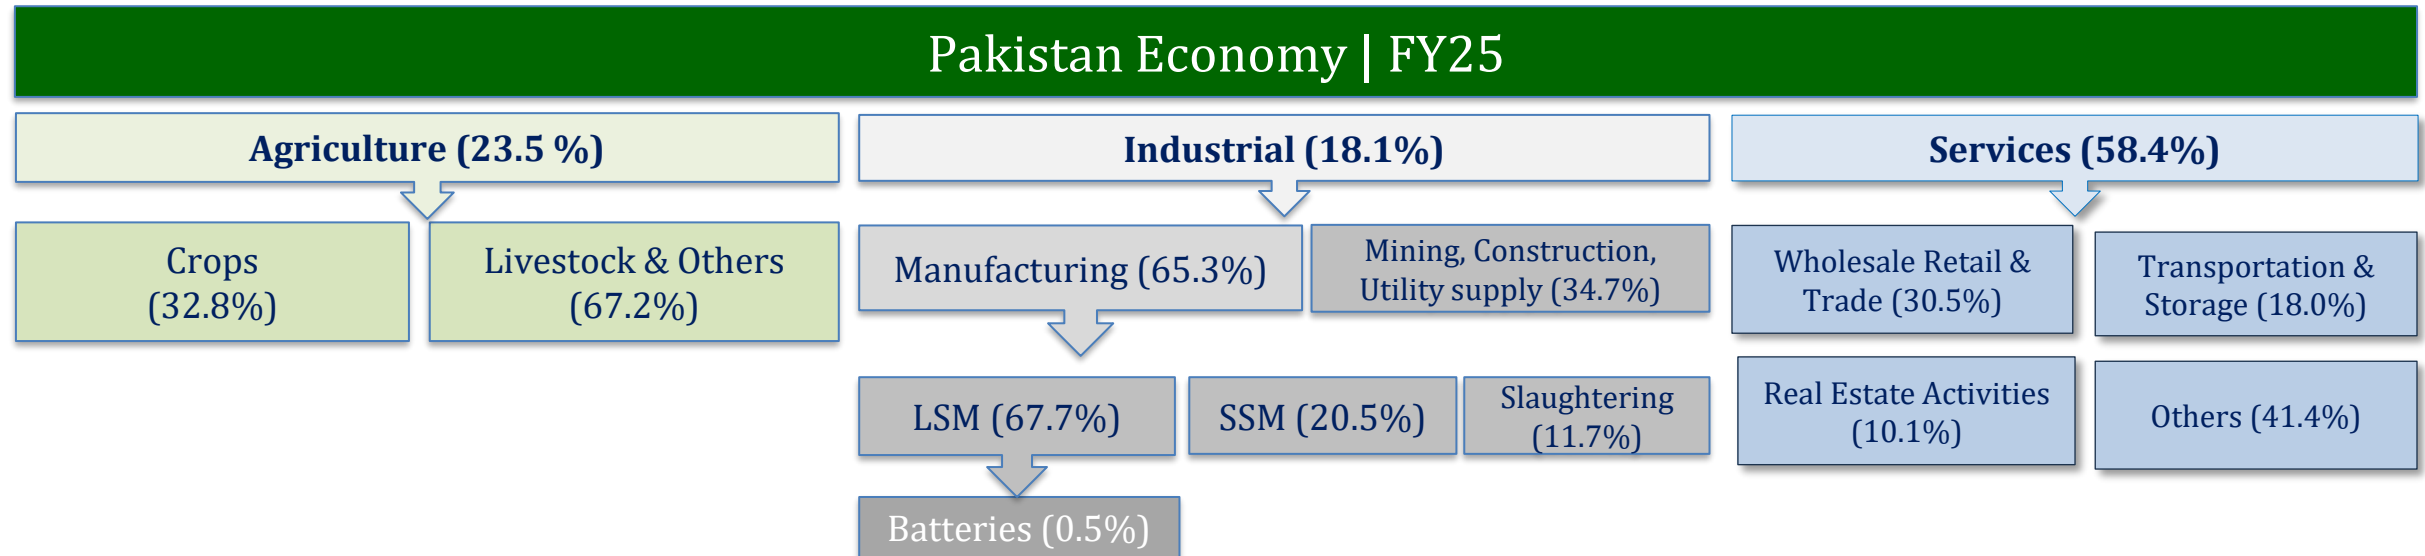 Pakistan Economy | FY25
Agriculture (23.5 %)
Industrial (18.1%)
Services (58.4%)
Crops
(32.8%)
Livestock & Others
(67.2%)
Manufacturing (65.3%)
Mining, Construction,
Utility supply (34.7%)
Wholesale Retail &
Trade (30.5%)
Transportation &
Storage (18.0%)
LSM (67.7%)
SSM (20.5%)
Slaughtering
(11.7%)
Real Estate Activities
(10.1%)
Others (41.4%)
Batteries (0.5%)